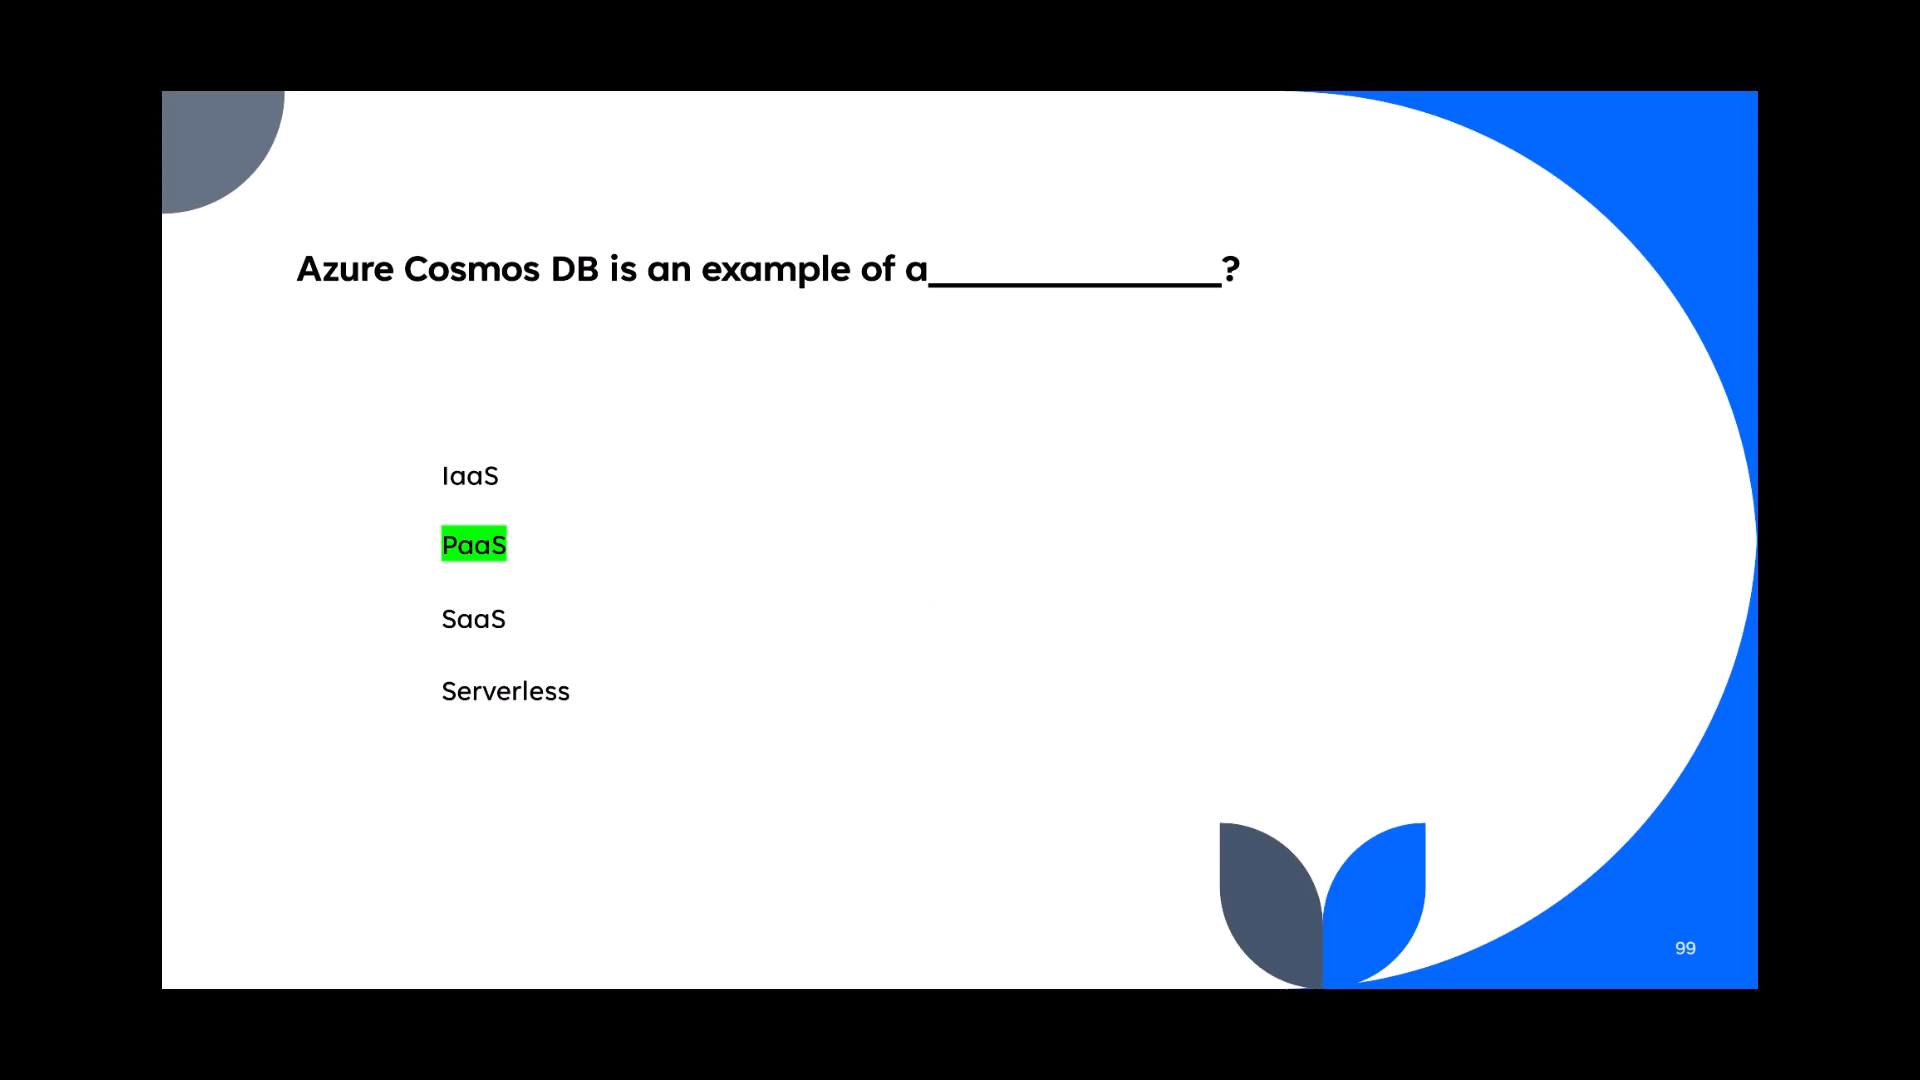 Azure Cosmos DB is an example of a_______________?
IaaS
PaaS
SaaS
Serverless
99